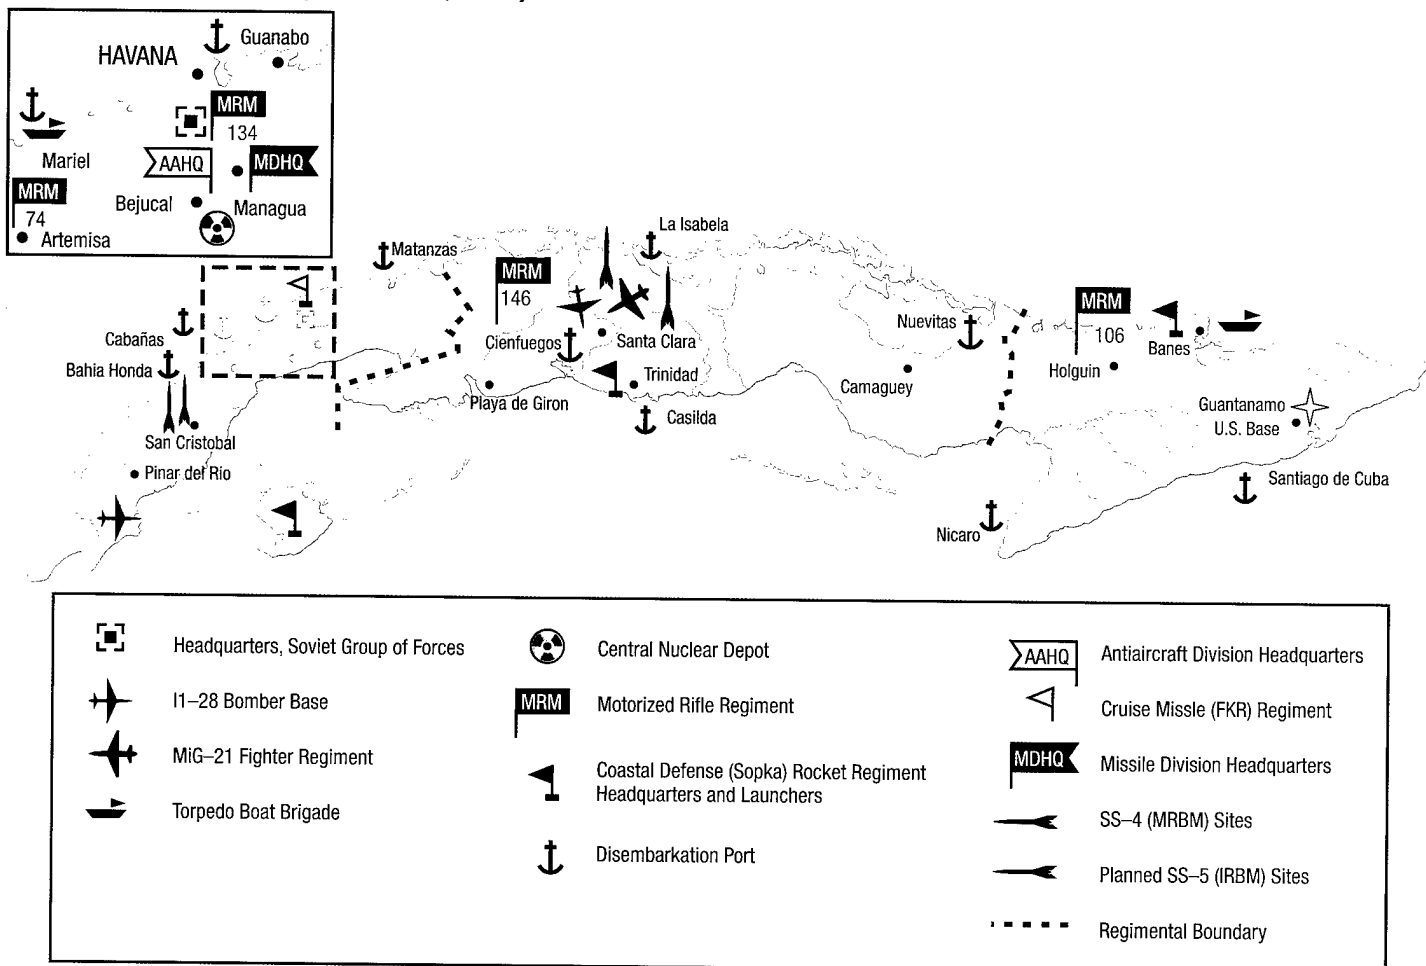 Guanabo
HAVANA
MRM
134
Mariel
AAHQ
MDHQ
MRM
74
Bejucal
Managua
Artemisa
La Isabela
Matanzas
MRM
146
MRM
106
Cabañas
Nuevitas
Banes
Cienfuegos
Santa Clara
Bahia Honda
Holguin
Trinidad
Camaguey
Playa de Giron
Guantanamo
U.S. Base
Casilda
San Cristobal
Pinar del Rio
Santiago de Cuba
Nicaro
Headquarters, Soviet Group of Forces
I1–28 Bomber Base
MiG–21 Fighter Regiment
Torpedo Boat Brigade
Central Nuclear Depot
MRM
Motorized Rifle Regiment
Coastal Defense (Sopka) Rocket Regiment
Headquarters and Launchers
Disembarkation Port
AAHQ
Antiaircraft Division Headquarters
Cruise Missle (FKR) Regiment
MDHQ
Missile Division Headquarters
SS–4 (MRBM) Sites
Planned SS–5 (IRBM) Sites
Regimental Boundary